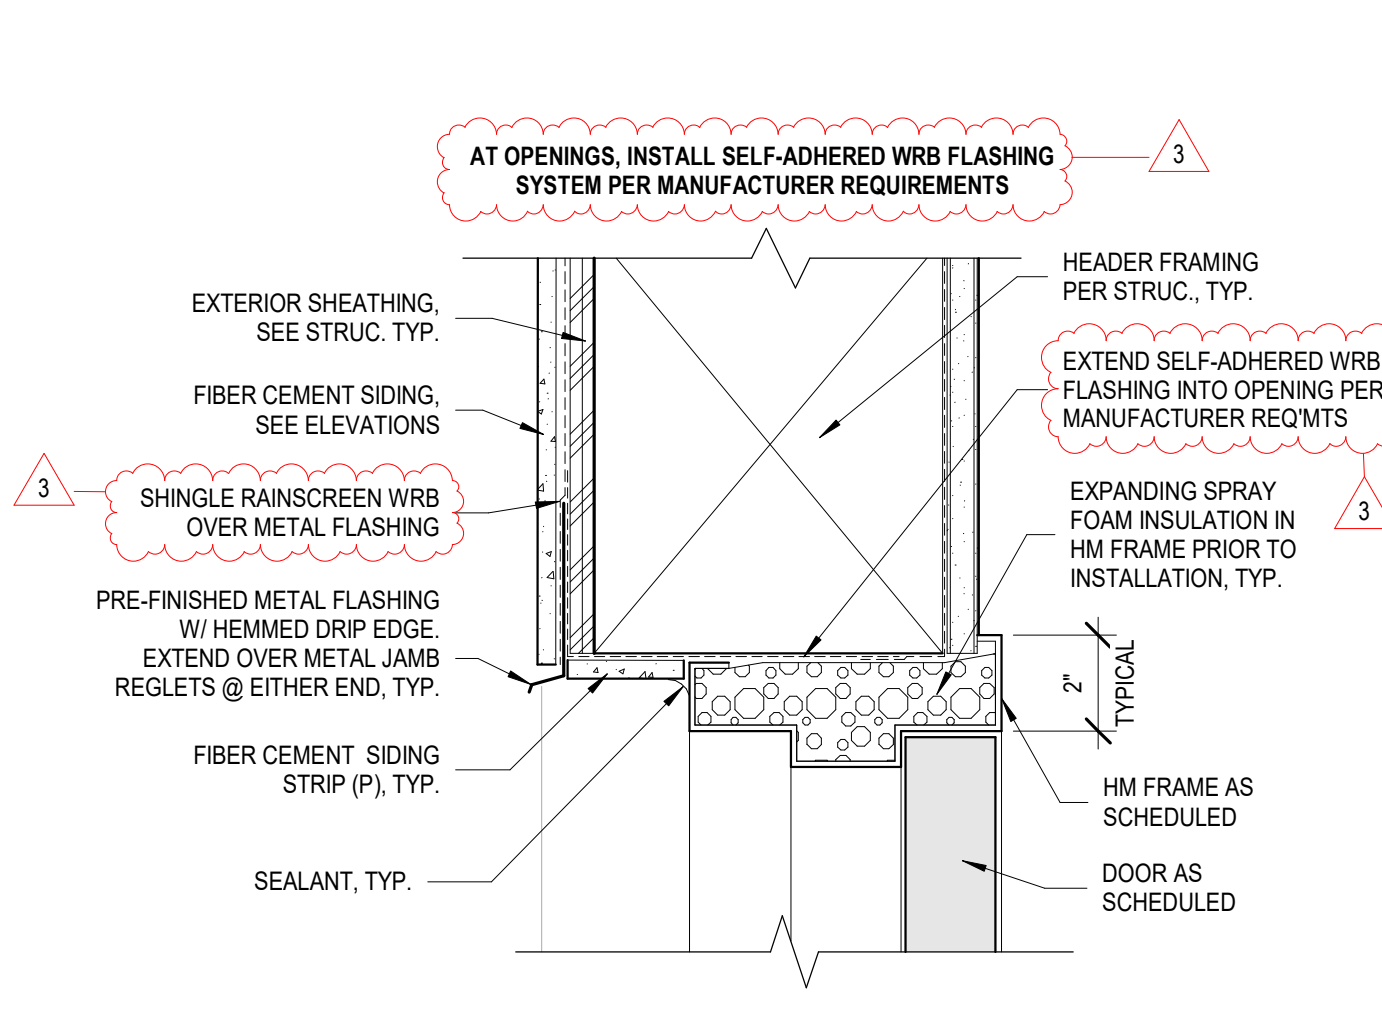 AT OPENINGS, INSTALL SELF-ADHERED WRB FLASHING
SYSTEM PER MANUFACTURER REQUIREMENTS
3
HEADER FRAMING
PER STRUC., TYP.
EXTERIOR SHEATHING,
SEE STRUC. TYP.
EXTEND SELF-ADHERED WRB
FLASHING INTO OPENING PER
MANUFACTURER REQ'MTS
3
FIBER CEMENT SIDING,
SEE ELEVATIONS
3
SHINGLE RAINSCREEN WRB
OVER METAL FLASHING
EXPANDING SPRAY
FOAM INSULATION IN
HM FRAME PRIOR TO
INSTALLATION, TYP.
PRE-FINISHED METAL FLASHING
W/ HEMMED DRIP EDGE.
EXTEND OVER METAL JAMB
REGLETS @ EITHER END, TYP.
2"
TYPICAL
FIBER CEMENT  SIDING
STRIP (P), TYP.
HM FRAME AS
SCHEDULED
SEALANT, TYP.
DOOR AS
SCHEDULED